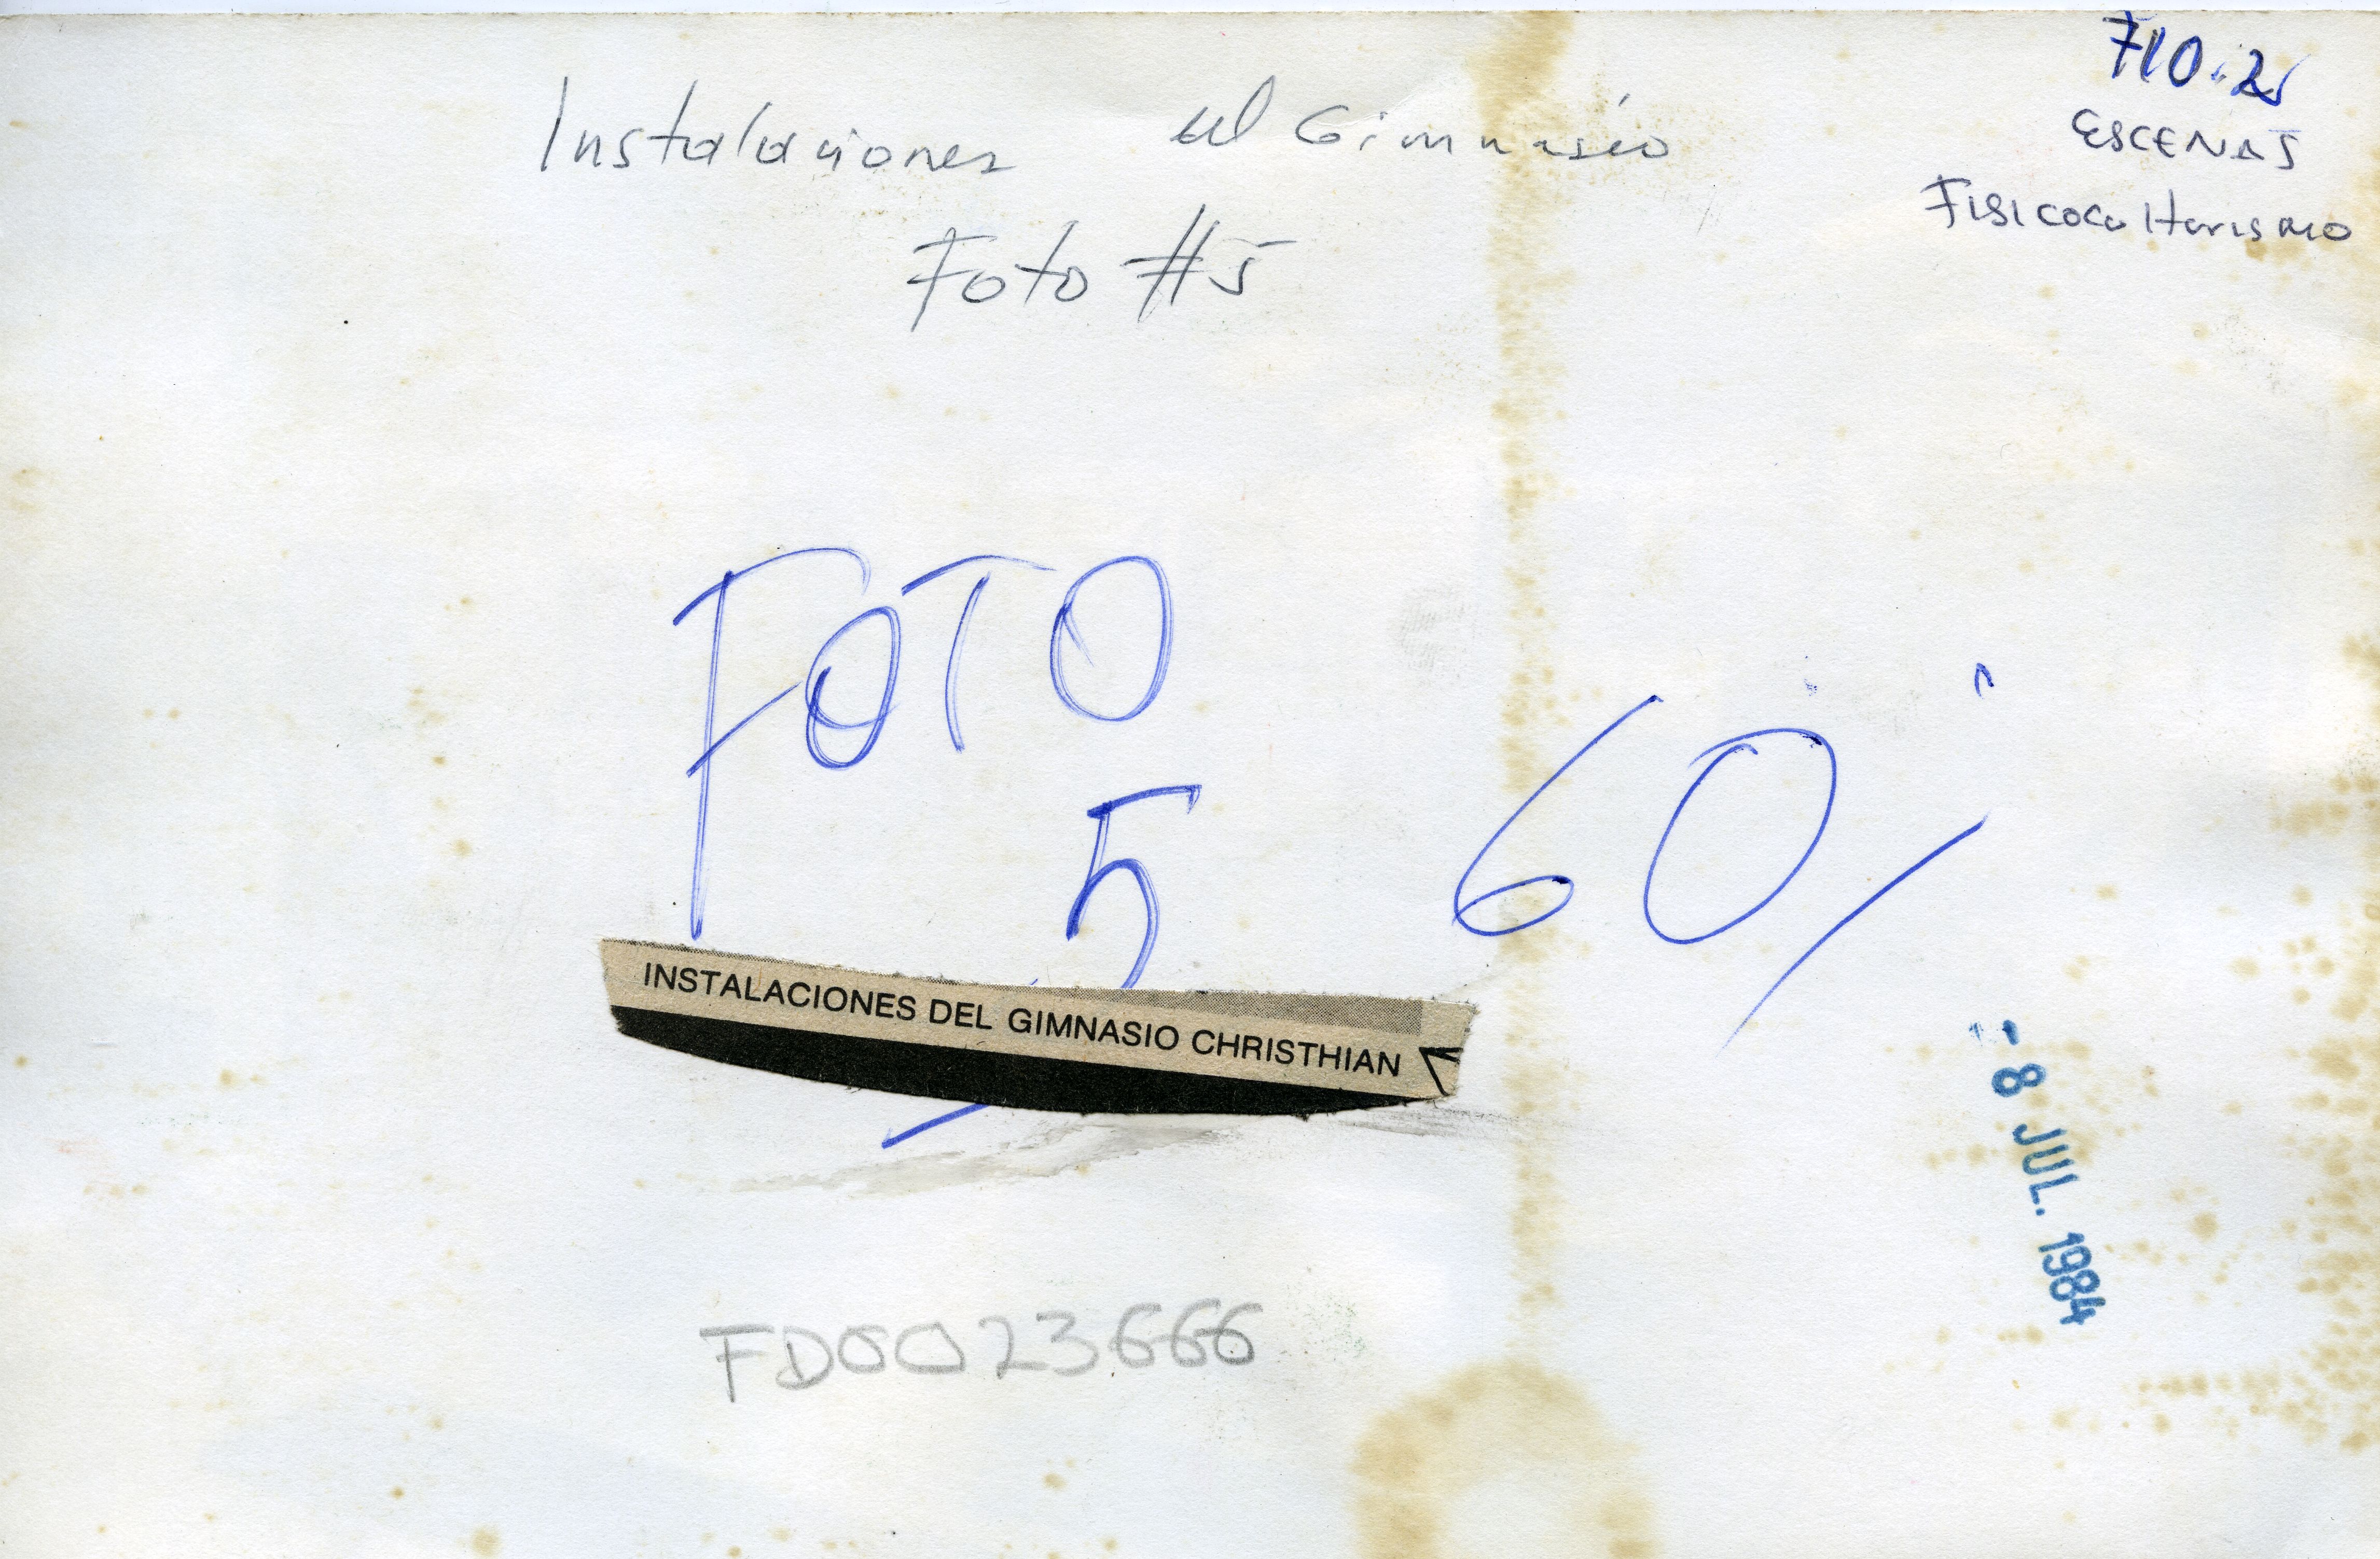 710.2
ESCENAS
FISICOCulturismo
Instalaciones del Gimnasio
Foto #5
FOTO
5
60%
INSTALACIONES DEL GIMNASIO CHRISTHIAN
- 8 JUL. 1984
FD0023666